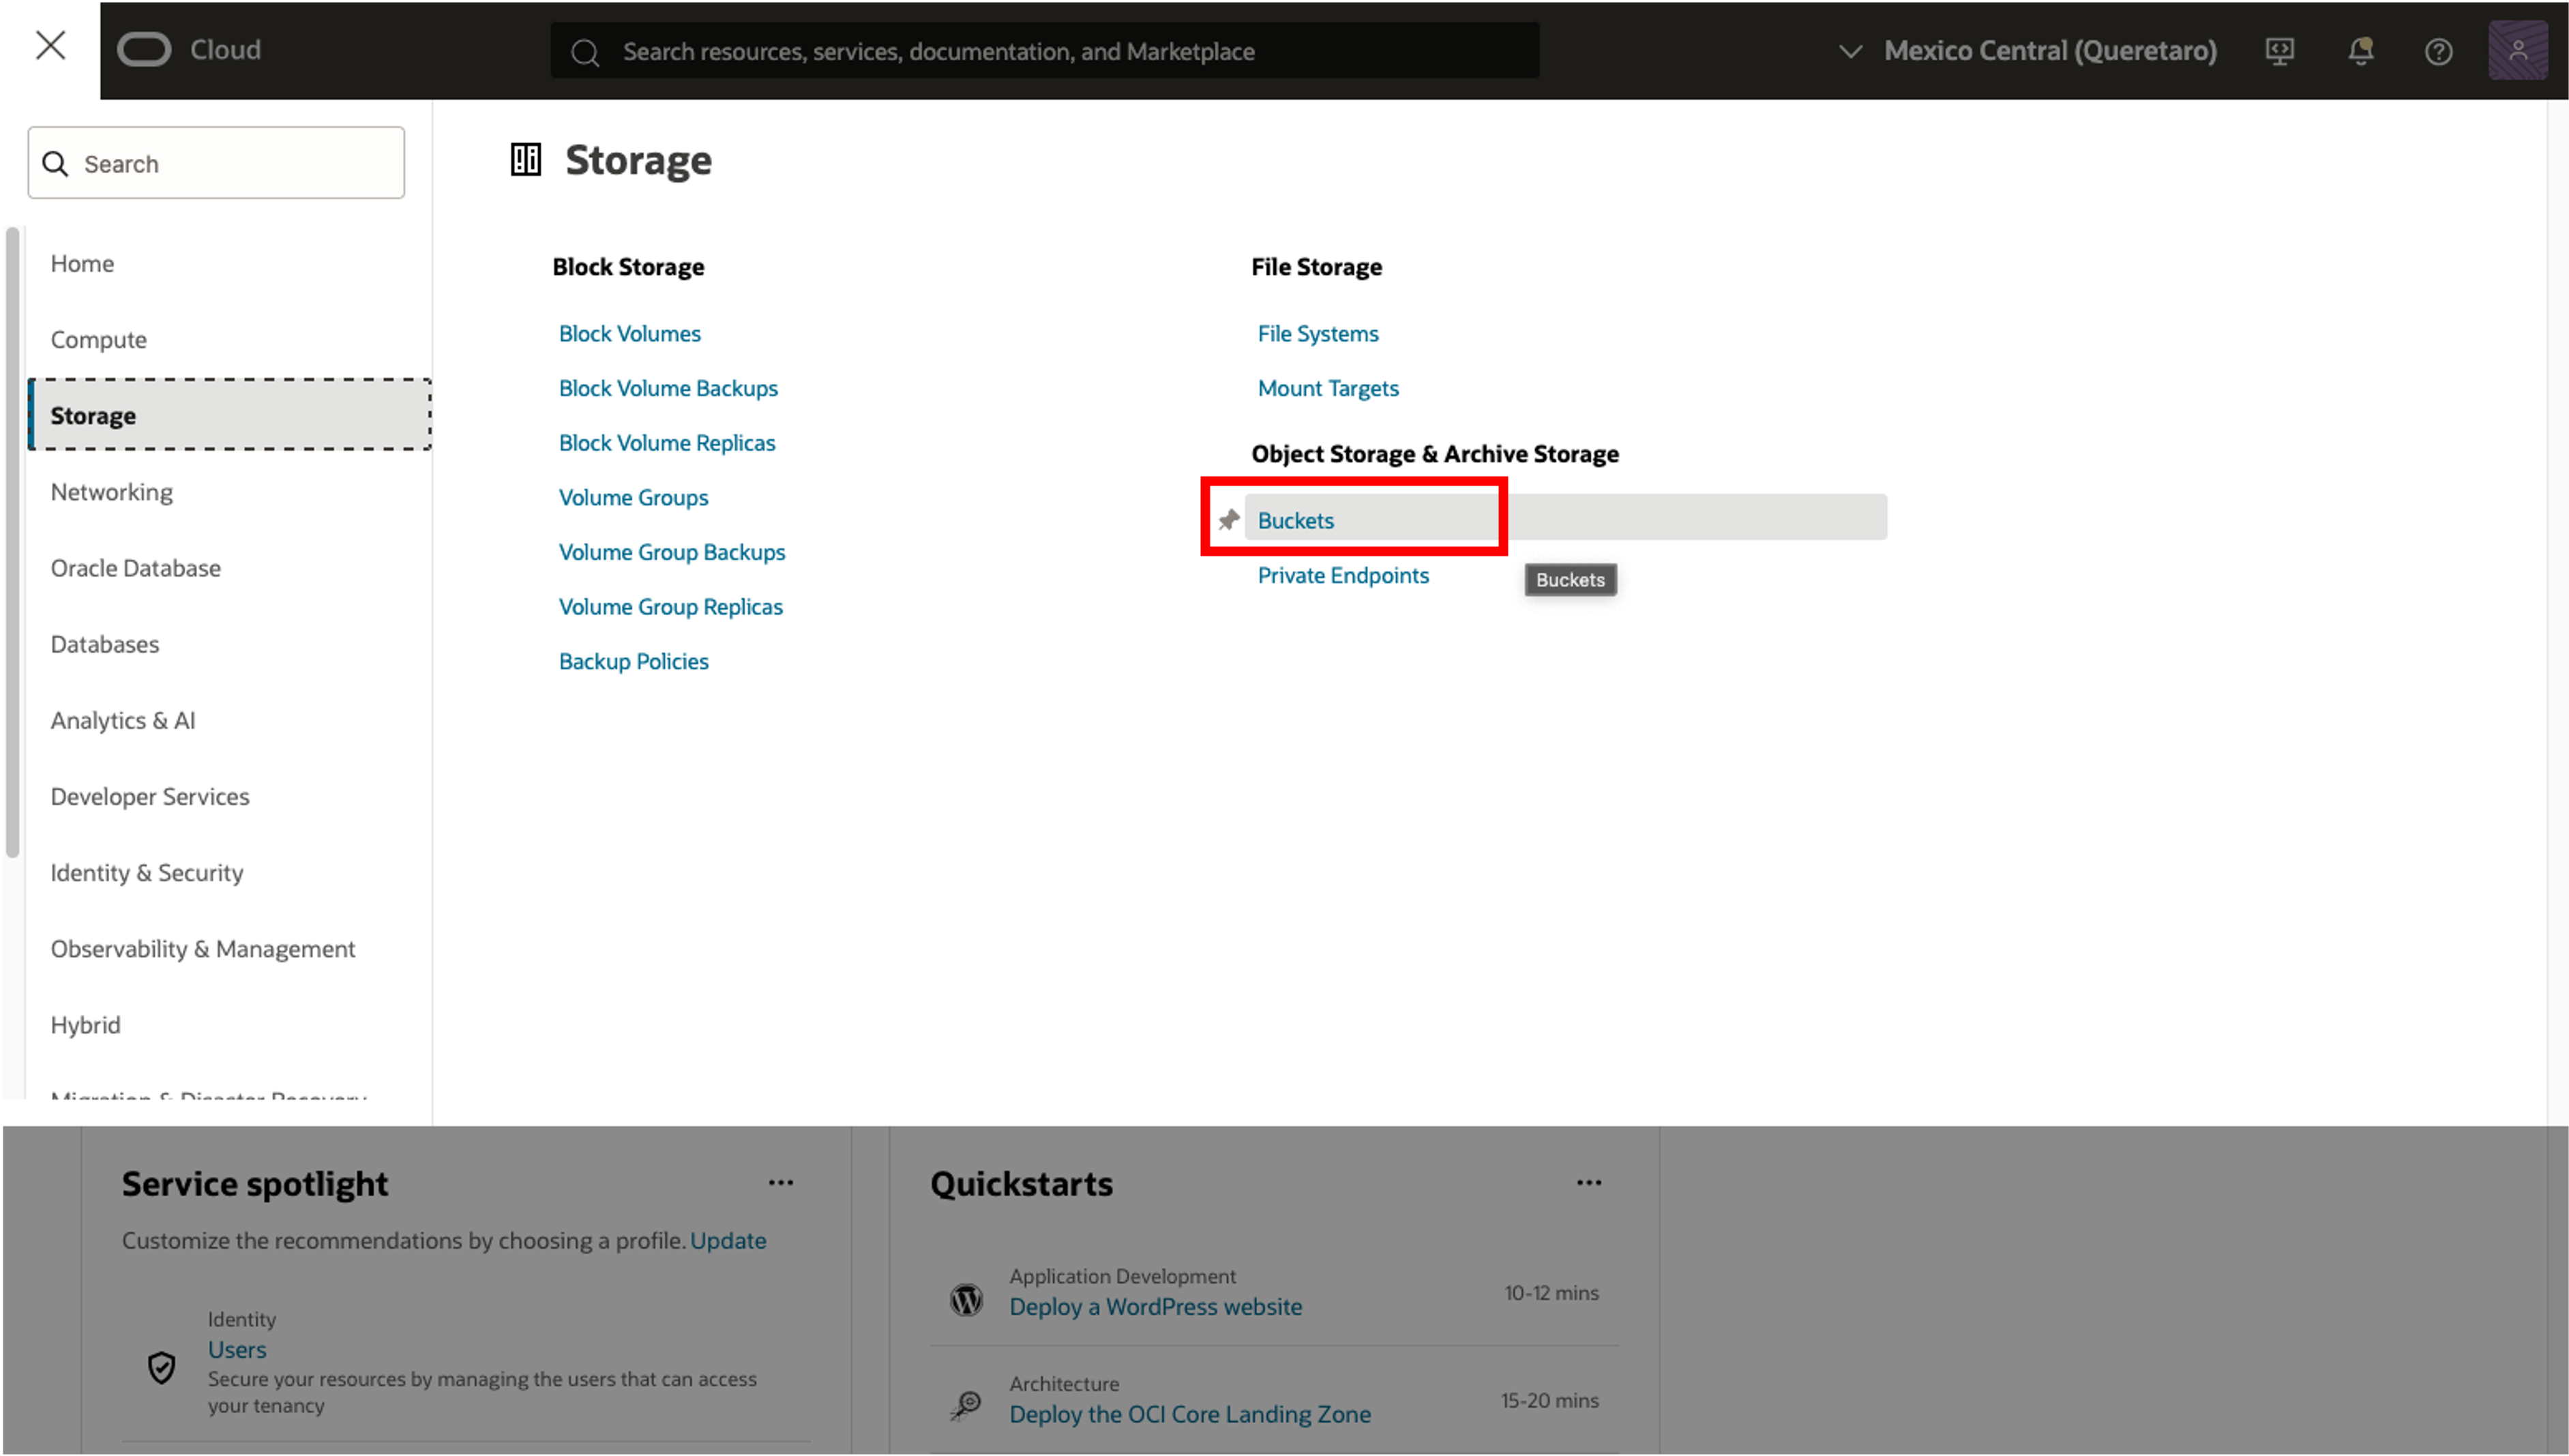 Cloud
Search resources, services, documentation, and Marketplace
Mexico Central (Queretaro)
Search
Home
Compute
Storage
Networking
Oracle Database
Databases
Analytics & AI
Developer Services
Identity & Security
Observability & Management
Hybrid
Migration & Disaster Recovery
Storage
Block Storage
Block Volumes
Block Volume Backups
Block Volume Replicas
Volume Groups
Volume Group Backups
Volume Group Replicas
Backup Policies
File Storage
File Systems
Mount Targets
Object Storage & Archive Storage
Buckets
Private Endpoints
Buckets
Service spotlight
Customize the recommendations by choosing a profile. Update
Identity
Users
Secure your resources by managing the users that can access
your tenancy
Quickstarts
Application Development
Deploy a WordPress website
10-12 mins
Architecture
Deploy the OCI Core Landing Zone
15-20 mins